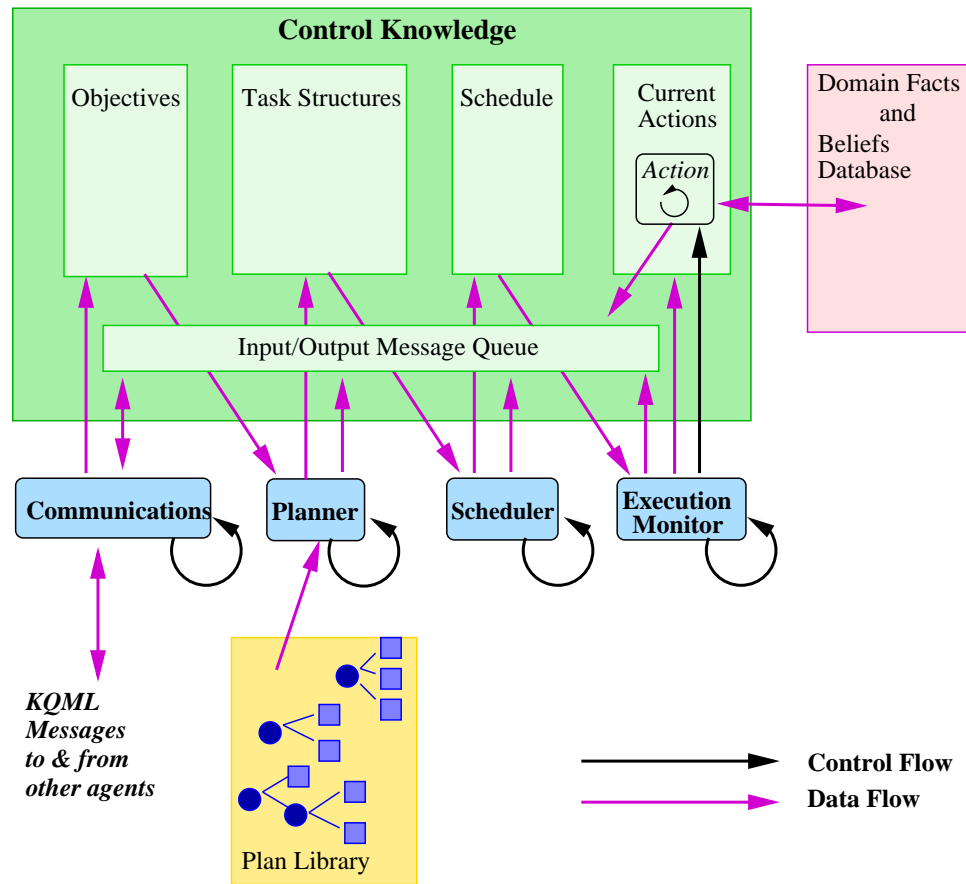 Control Knowledge
Objectives
Task Structures
Schedule
Current
Actions
Action
Domain Facts
and
Beliefs
Database
Input/Output Message Queue
Communications
Planner
Scheduler
Execution
Monitor
KQML
Messages
to & from
other agents
Plan Library
Control Flow
Data Flow